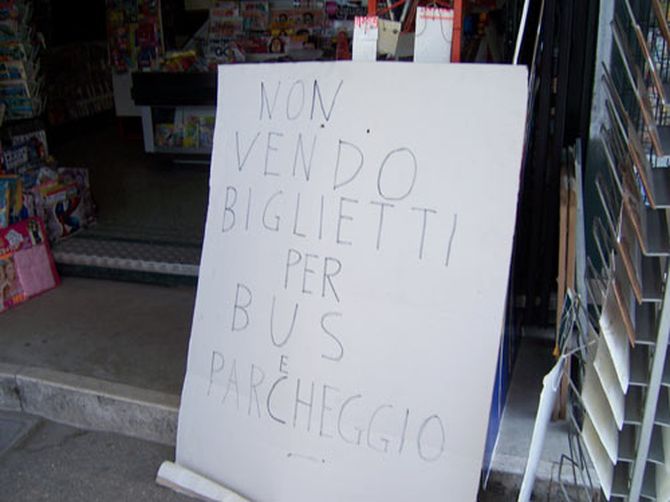 NON
VENDO
BIGLIETTI
PER
BUS
E
PARCHEGGIO